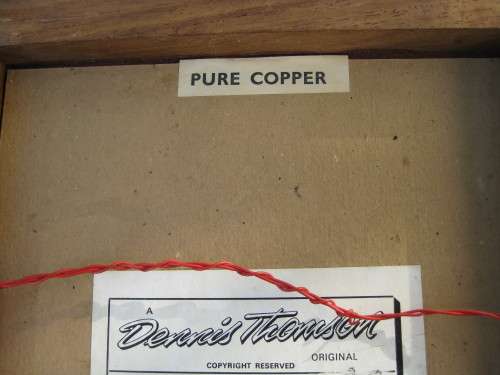 PURE COPPER
A
Dennis Thomson
ORIGINAL
COPYRIGHT RESERVED